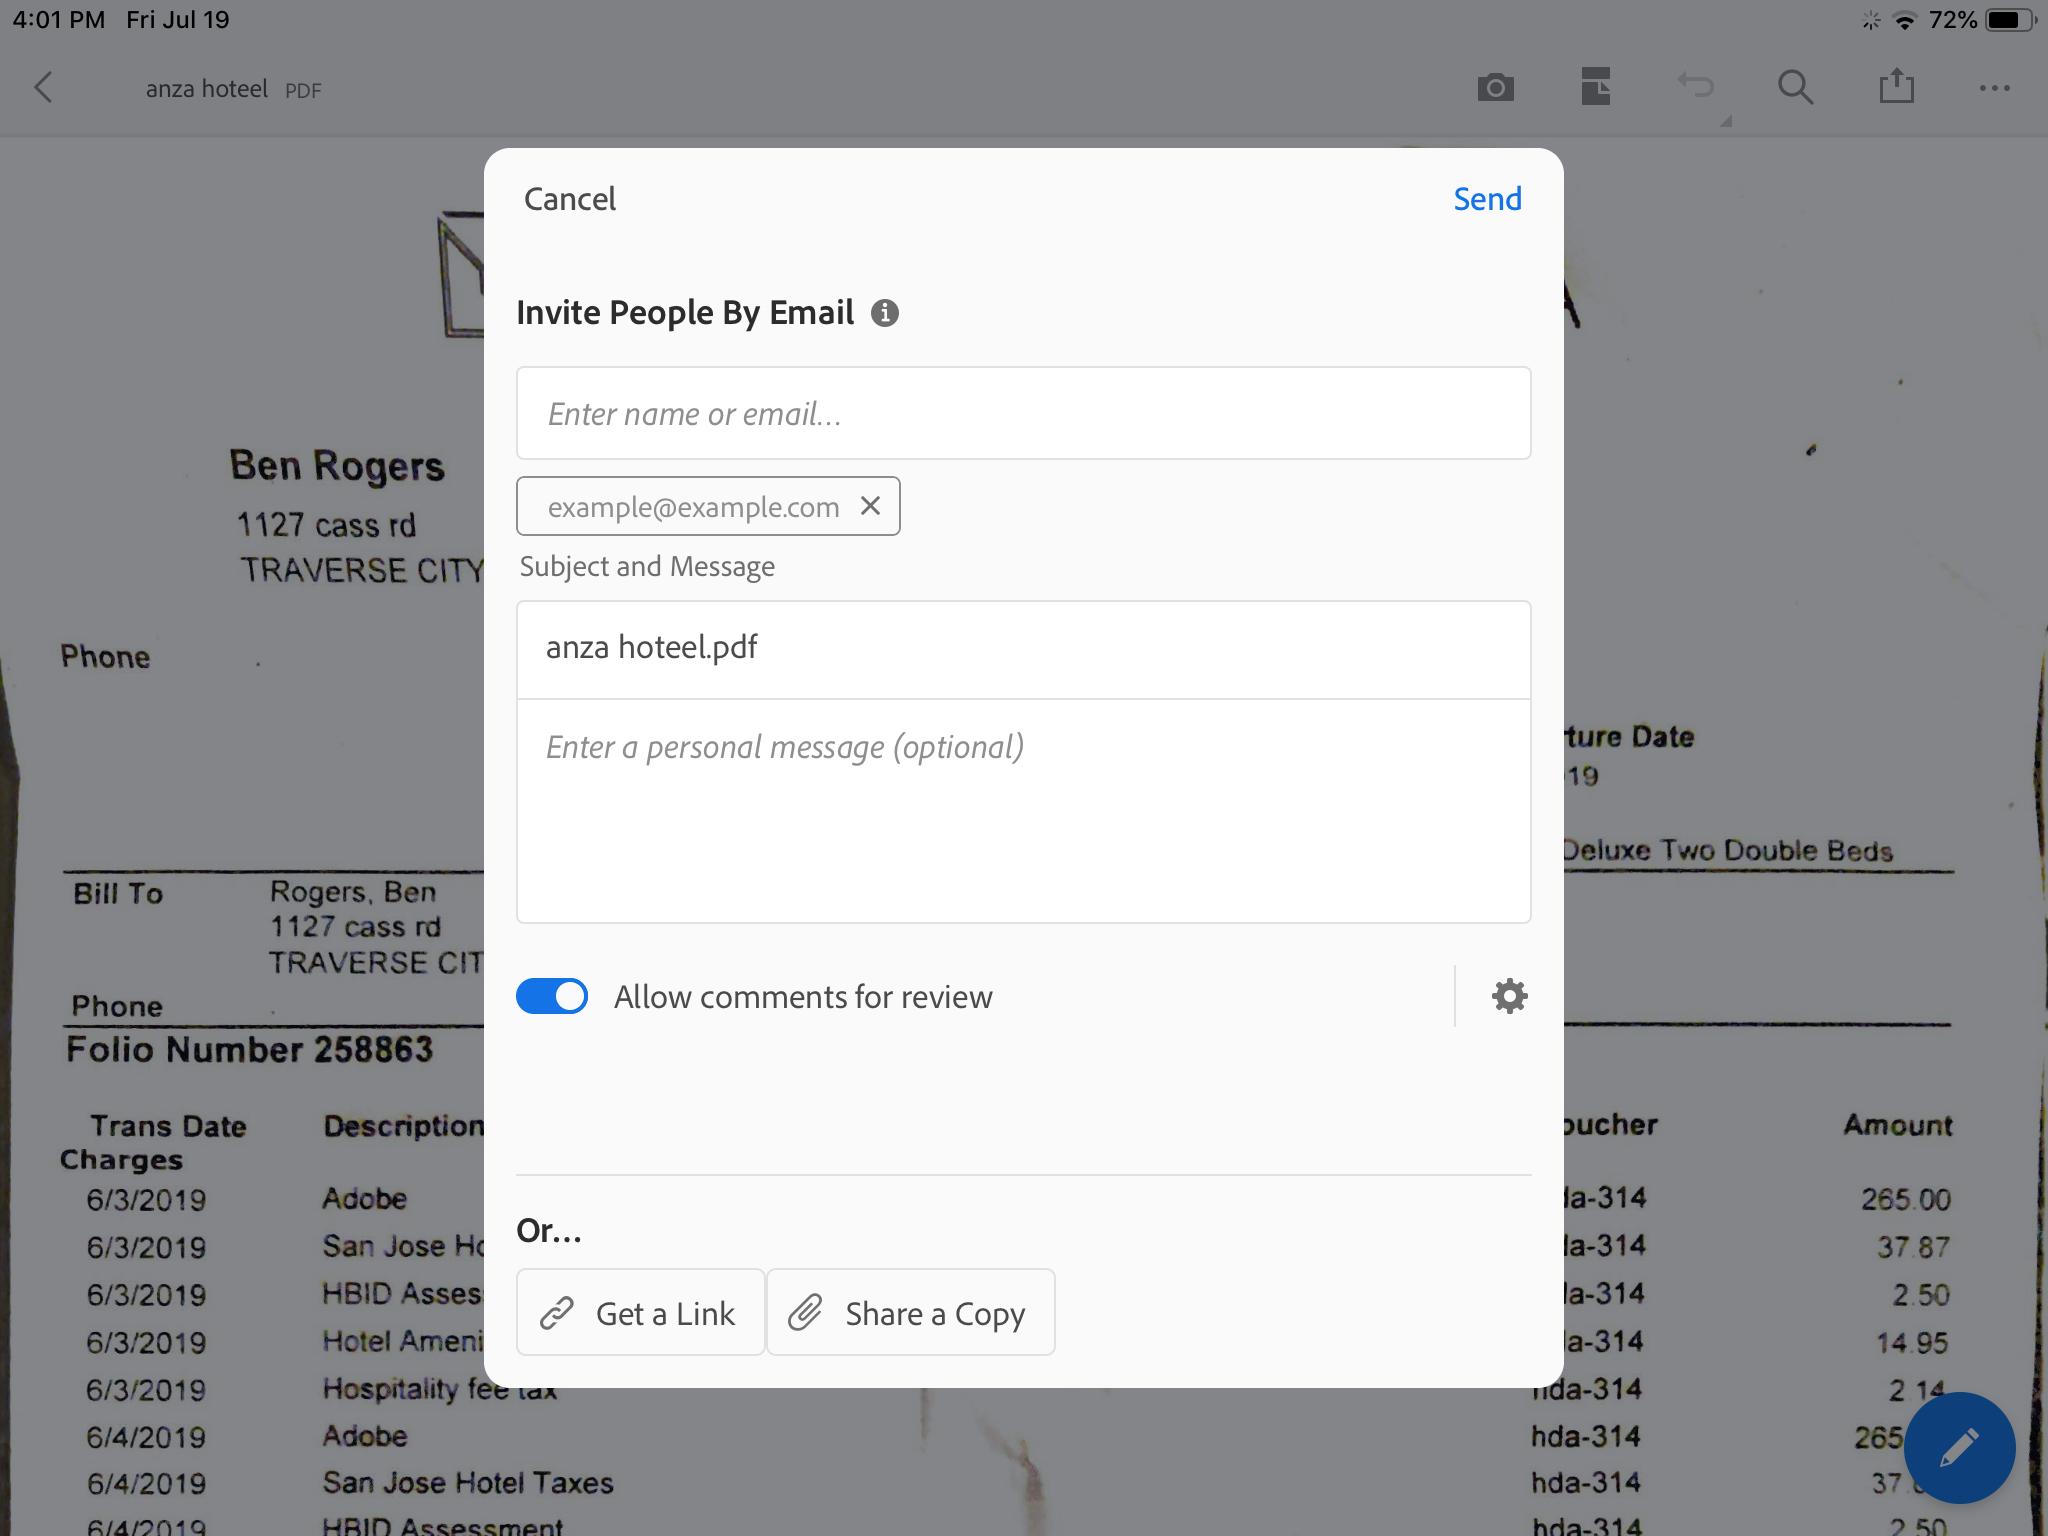 4:01 PM Fri Jul 19 72%
anza hoteel PDF
Cancel Send
Invite People By Email
Enter name or email...
example@example.com
Subject and Message
anza hoteel.pdf
Enter a personal message (optional)
Allow comments for review
Or...
Get a Link Share a Copy
Ben Rogers
1127 cass rd
TRAVERSE CITY
Phone
ture Date
19
Deluxe Two Double Beds
Bill To Rogers, Ben
1127 cass rd
TRAVERSE CIT
Phone
Folio Number 258863
Trans Date Description oucher Amount
Charges
6/3/2019 Adobe da-314 265.00
6/3/2019 San Jose Ho da-314 37.87
6/3/2019 HBID Asses da-314 2.50
6/3/2019 Hotel Ameni da-314 14.95
6/3/2019 Hospitality fee tax hda-314 2.14
6/4/2019 Adobe hda-314 265
6/4/2019 San Jose Hotel Taxes hda-314 37.
6/4/2019 HBID Assessment hda-314 2.50